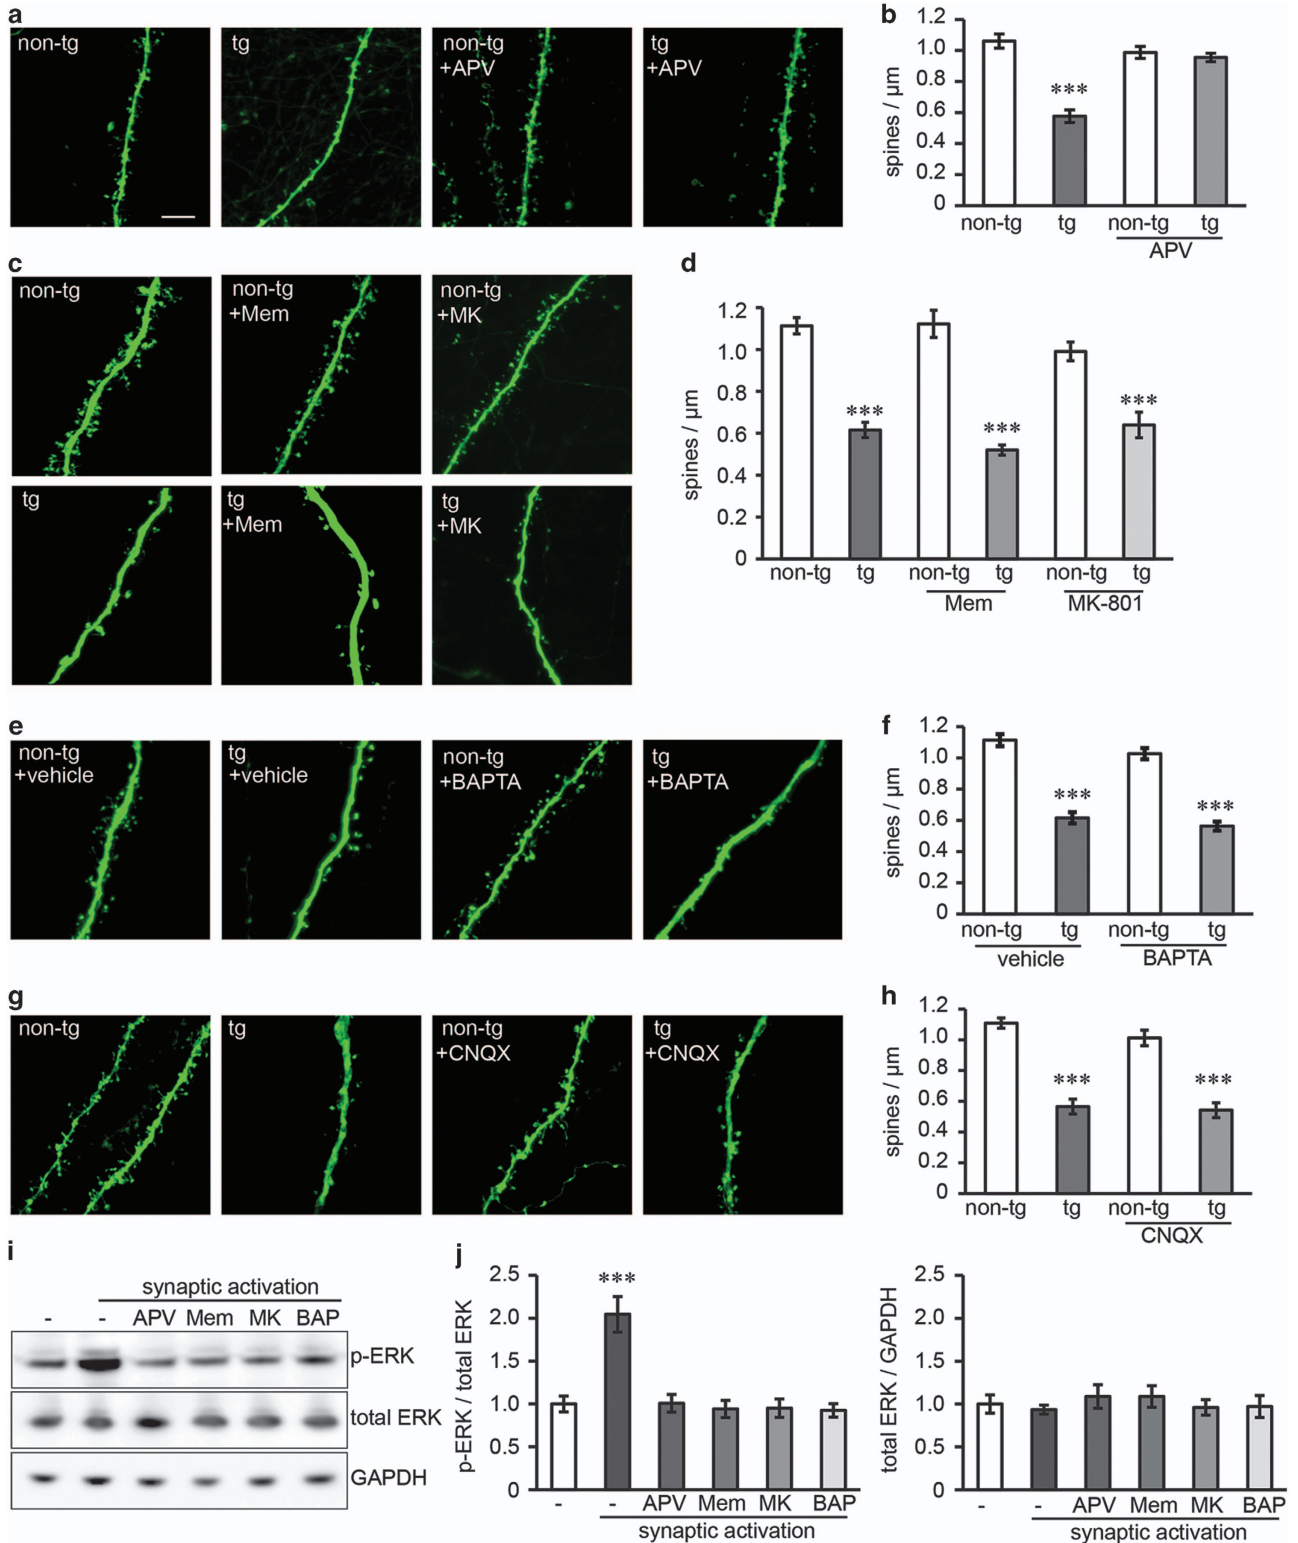 a
non-tg
tg
non-tg
+APV
tg
+APV
b
spines / µm
1.2
1.0
0.8
0.6
0.4
0.2
0
***
non-tg tg non-tg tg
APV
c
non-tg
non-tg
+Mem
non-tg
+MK
tg
tg
+Mem
tg
+MK
d
spines / µm
1.2
1.0
0.8
0.6
0.4
0.2
0
***
***
***
non-tg tg non-tg tg non-tg tg
Mem MK-801
e
non-tg
+vehicle
tg
+vehicle
non-tg
+BAPTA
tg
+BAPTA
f
spines / µm
1.2
1.0
0.8
0.6
0.4
0.2
0
***
***
non-tg tg non-tg tg
vehicle BAPTA
g
non-tg
tg
non-tg
+CNQX
tg
+CNQX
h
spines / µm
1.2
1.0
0.8
0.6
0.4
0.2
0
***
***
non-tg tg non-tg tg
CNQX
i
synaptic activation
- - APV Mem MK BAP
p-ERK
total ERK
GAPDH
j
p-ERK / total ERK
2.5
2.0
1.5
1.0
0.5
0
***
- - APV Mem MK BAP
synaptic activation
total ERK / GAPDH
2.5
2.0
1.5
1.0
0.5
0
- - APV Mem MK BAP
synaptic activation